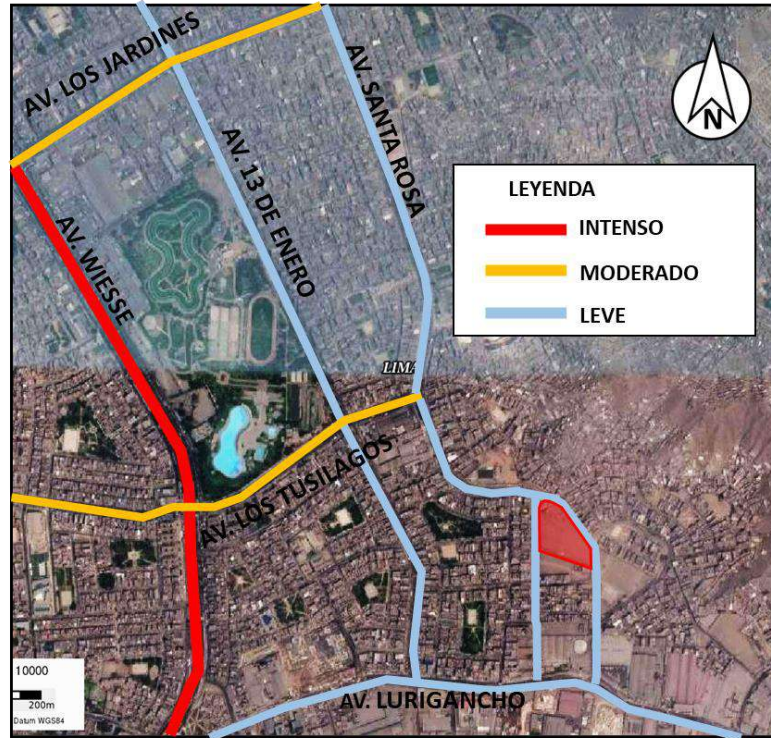 AV. LOS JARDINES
AV. SANTA ROSA
AV. 13 DE ENERO
AV. WIESSE
N
LEYENDA
INTENSO
MODERADO
LEVE
LIMA
AV. LOS TUSILAGOS
AV. LURIGANCHO
10000
200m
Datum WGS84